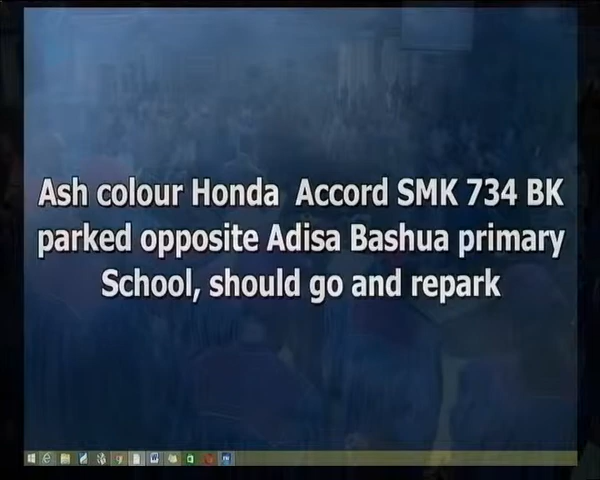 Ash colour Honda Accord SMK 734 BK
parked opposite Adisa Bashua primary
School, should go and repark